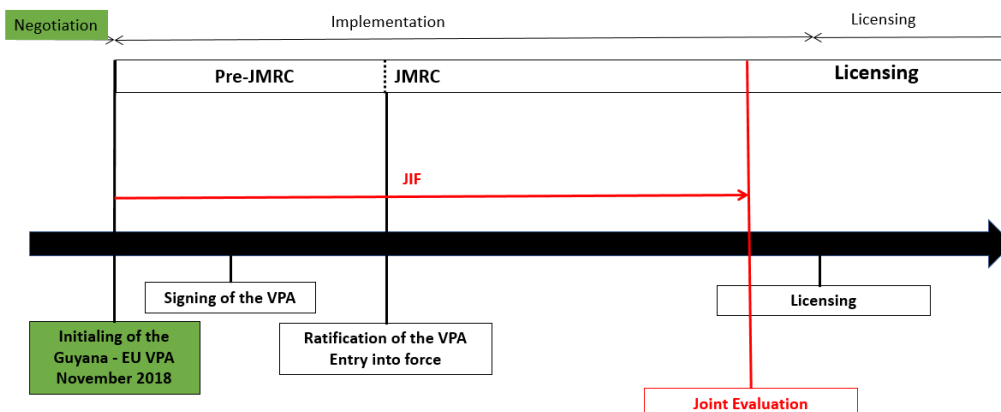 Negotiation
Implementation
Licensing
Pre-JMRC
JMRC
Licensing
JIF
Signing of the VPA
Licensing
Initialing of the
Guyana - EU VPA
November 2018
Ratification of the VPA
Entry into force
Joint Evaluation